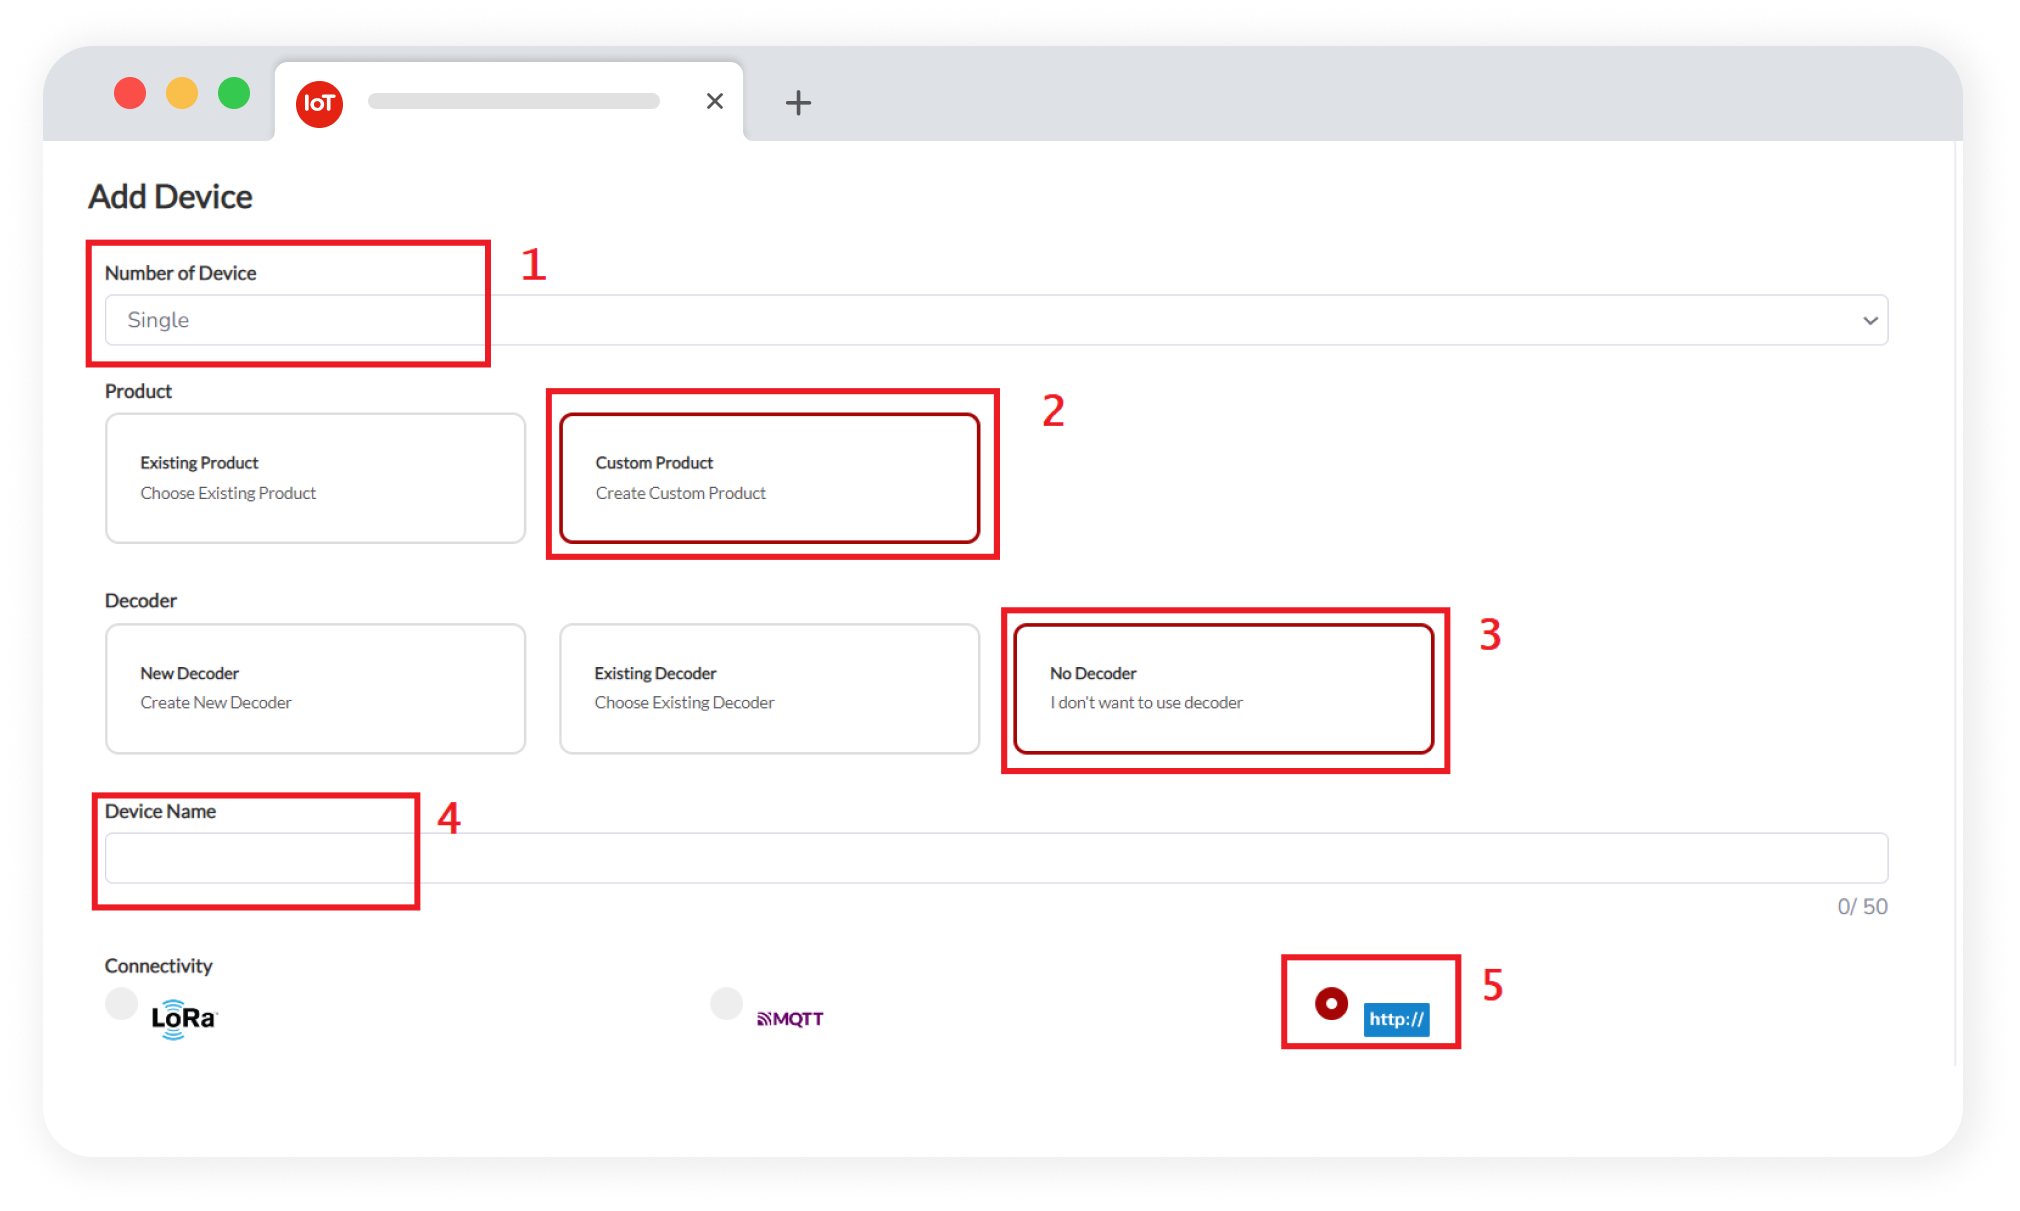 IoT
Add Device
Number of Device
1
Single
Product
2
Existing Product
Choose Existing Product
Custom Product
Create Custom Product
Decoder
3
New Decoder
Create New Decoder
Existing Decoder
Choose Existing Decoder
No Decoder
I don't want to use decoder
Device Name
4
0/ 50
Connectivity
5
LoRa
MQTT
http://